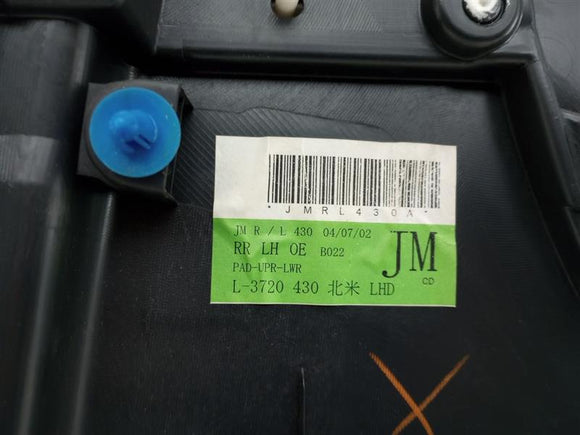 *JMRL430A*
JM R / L 430 04/07/02
RR LH OE B022
PAD-UPR-LWR
L-3720 430 北米 LHD
JM
CD